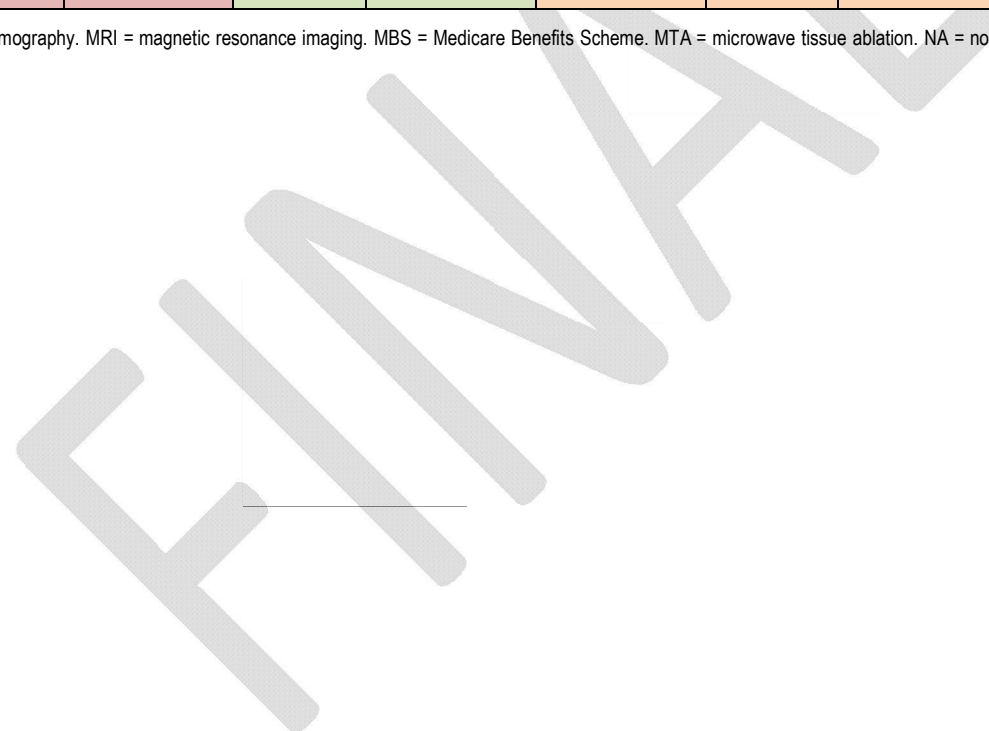 mography. MRI = magnetic resonance imaging. MBS = Medicare Benefits Scheme. MTA = microwave tissue ablation. NA = no
FINAL